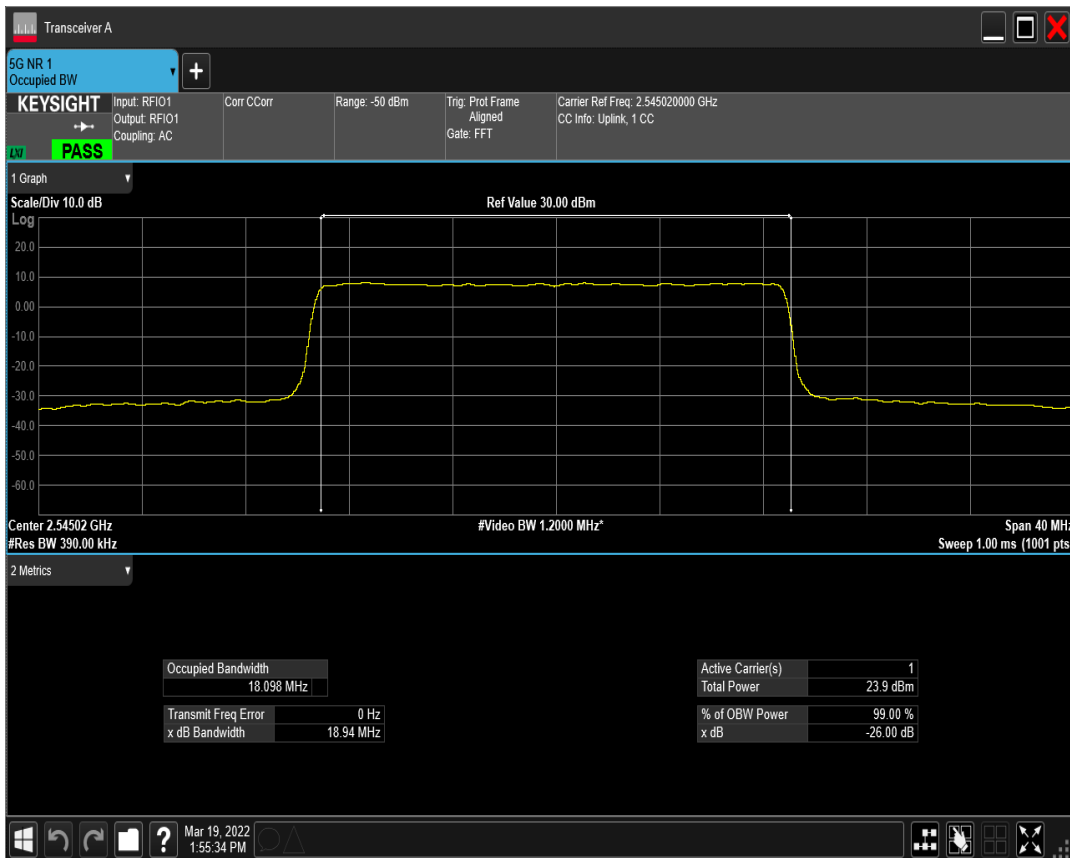 Transceiver A
5G NR 1
Occupied BW
+
KEYSIGHT
LXI PASS
Input: RFIO1
Output: RFIO1
Coupling: AC
Corr CCorr
Range: -50 dBm
Trig: Prot Frame
Aligned
Gate: FFT
Carrier Ref Freq: 2.545020000 GHz
CC Info: Uplink, 1 CC
1 Graph
Scale/Div 10.0 dB
Ref Value 30.00 dBm
Log
20.0
10.0
0.00
-10.0
-20.0
-30.0
-40.0
-50.0
-60.0
Center 2.54502 GHz
#Video BW 1.2000 MHz*
Span 40 MHz
#Res BW 390.00 kHz
Sweep 1.00 ms (1001 pts
2 Metrics
Occupied Bandwidth
18.098 MHz
Transmit Freq Error 0 Hz
x dB Bandwidth 18.94 MHz
Active Carrier(s) 1
Total Power 23.9 dBm
% of OBW Power 99.00 %
x dB -26.00 dB
?
Mar 19, 2022
1:55:34 PM